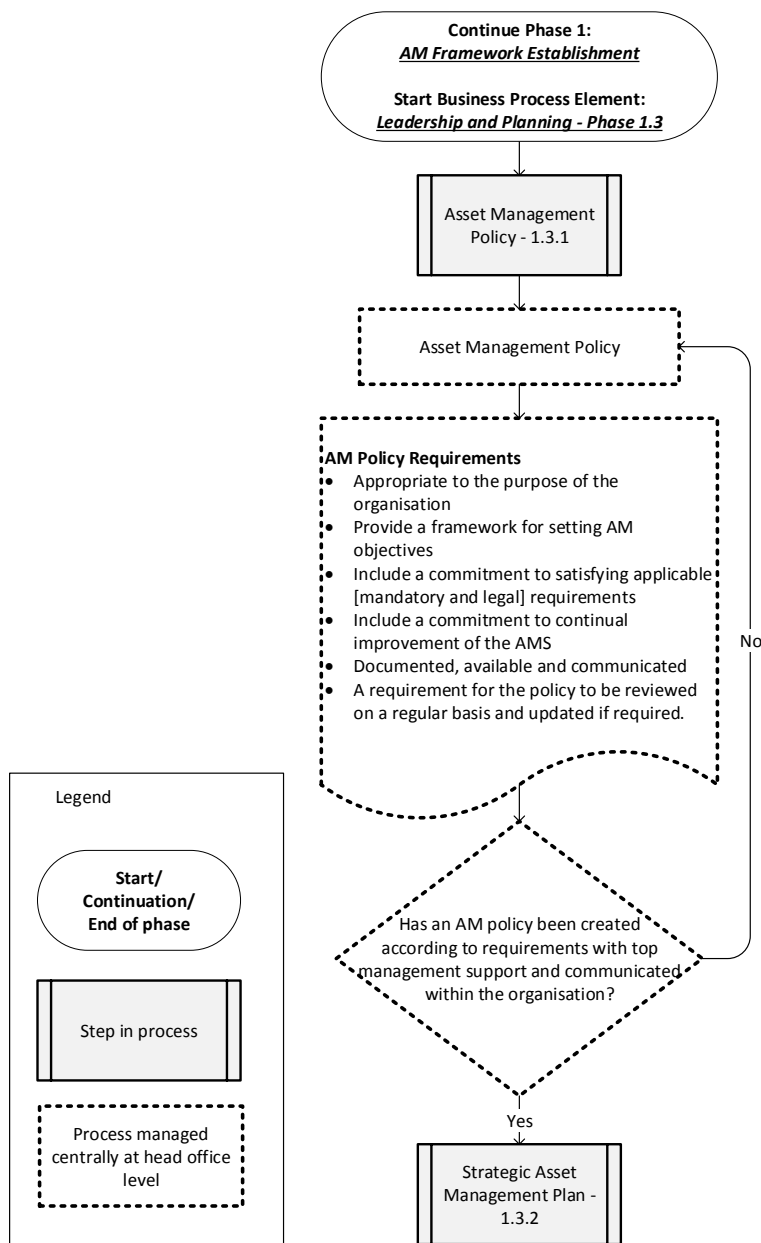 Continue Phase 1:
AM Framework Establishment
Start Business Process Element:
Leadership and Planning - Phase 1.3
Asset Management
Policy - 1.3.1
Asset Management Policy
AM Policy Requirements
• Appropriate to the purpose of the
organisation
• Provide a framework for setting AM
objectives
• Include a commitment to satisfying applicable
[mandatory and legal] requirements
• Include a commitment to continual
improvement of the AMS
• Documented, available and communicated
• A requirement for the policy to be reviewed
on a regular basis and updated if required.
No
Has an AM policy been created
according to requirements with top
management support and communicated
within the organisation?
Yes
Strategic Asset
Management Plan -
1.3.2
Legend
Start/
Continuation/
End of phase
Step in process
Process managed
centrally at head office
level